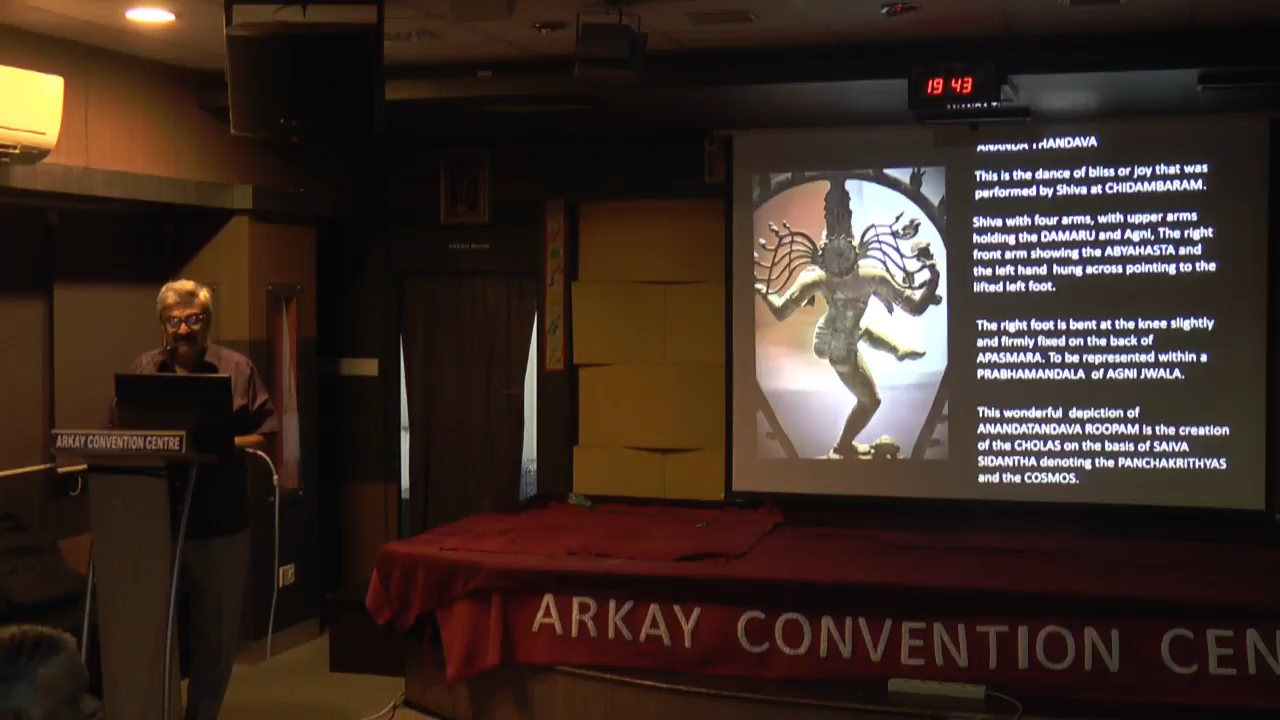 19 43
ANANDA THANDAVA
This is the dance of bliss or joy that was
performed by Shiva at CHIDAMBARAM.
Shiva with four arms, with upper arms
holding the DAMARU and Agni, The right
front arm showing the ABYAHASTA and
the left hand hung across pointing to the
lifted left foot.
The right foot is bent at the knee slightly
and firmly fixed on the back of
APASMARA. To be represented within a
PRABHAMANDALA of AGNI JWALA.
This wonderful depiction of
ANANDATANDAVA ROOPAM is the creation
of the CHOLAS on the basis of SAIVA
SIDANTHA denoting the PANCHAKRITHYAS
and the COSMOS.
ARKAY CONVENTION CENTRE
ARKAY CONVENTION CEN